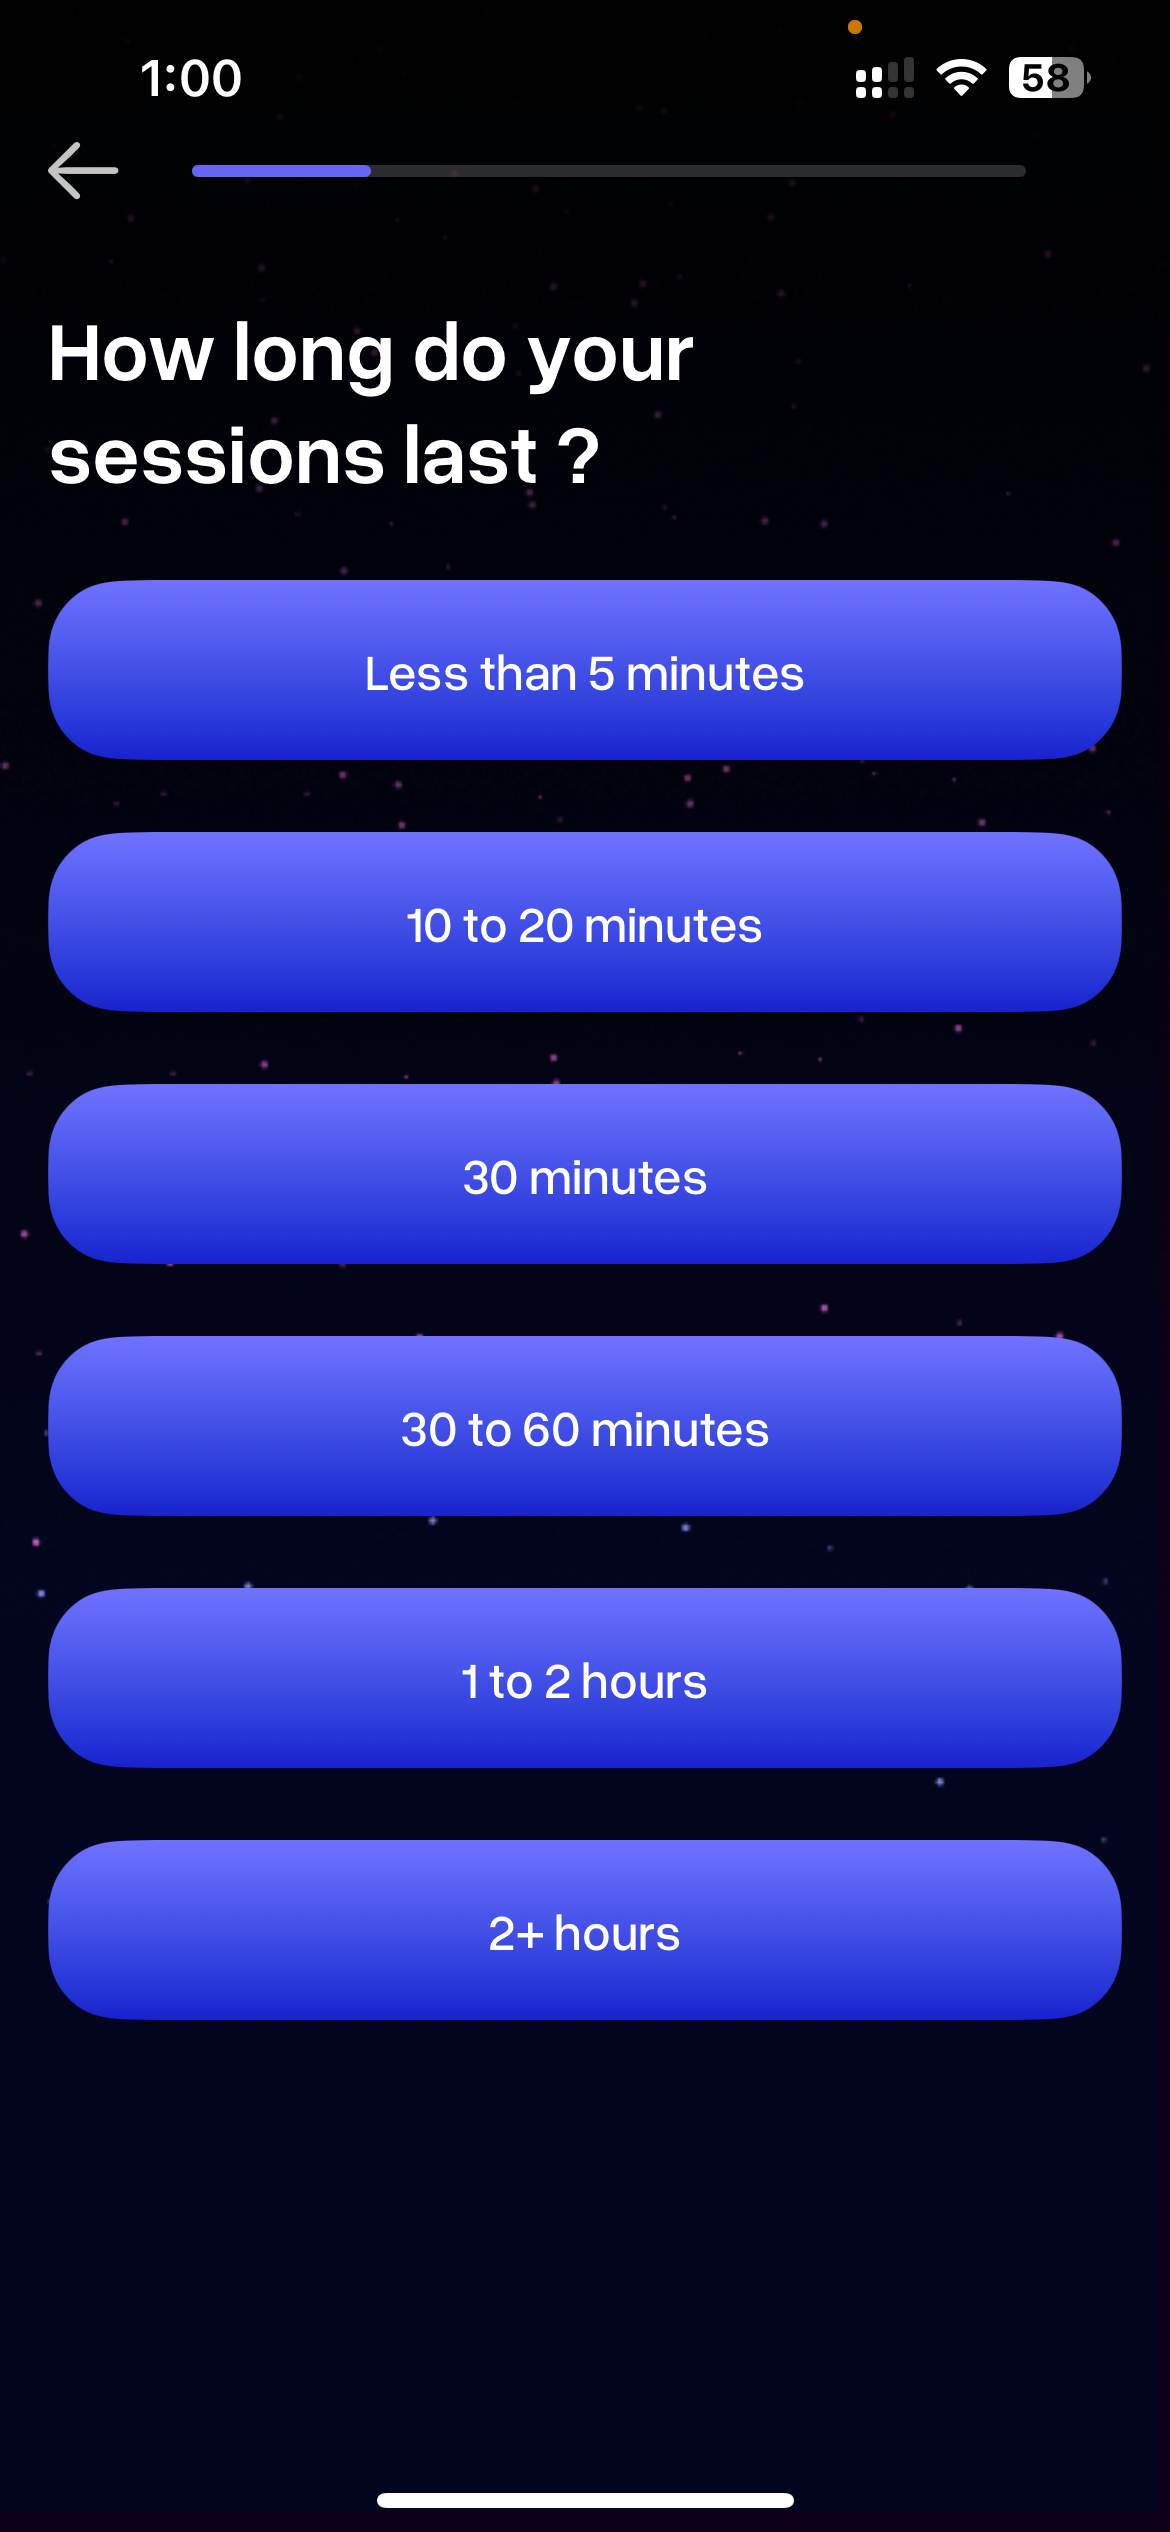 1:00
58
How long do your
sessions last ?
Less than 5 minutes
10 to 20 minutes
30 minutes
30 to 60 minutes
1 to 2 hours
2+ hours